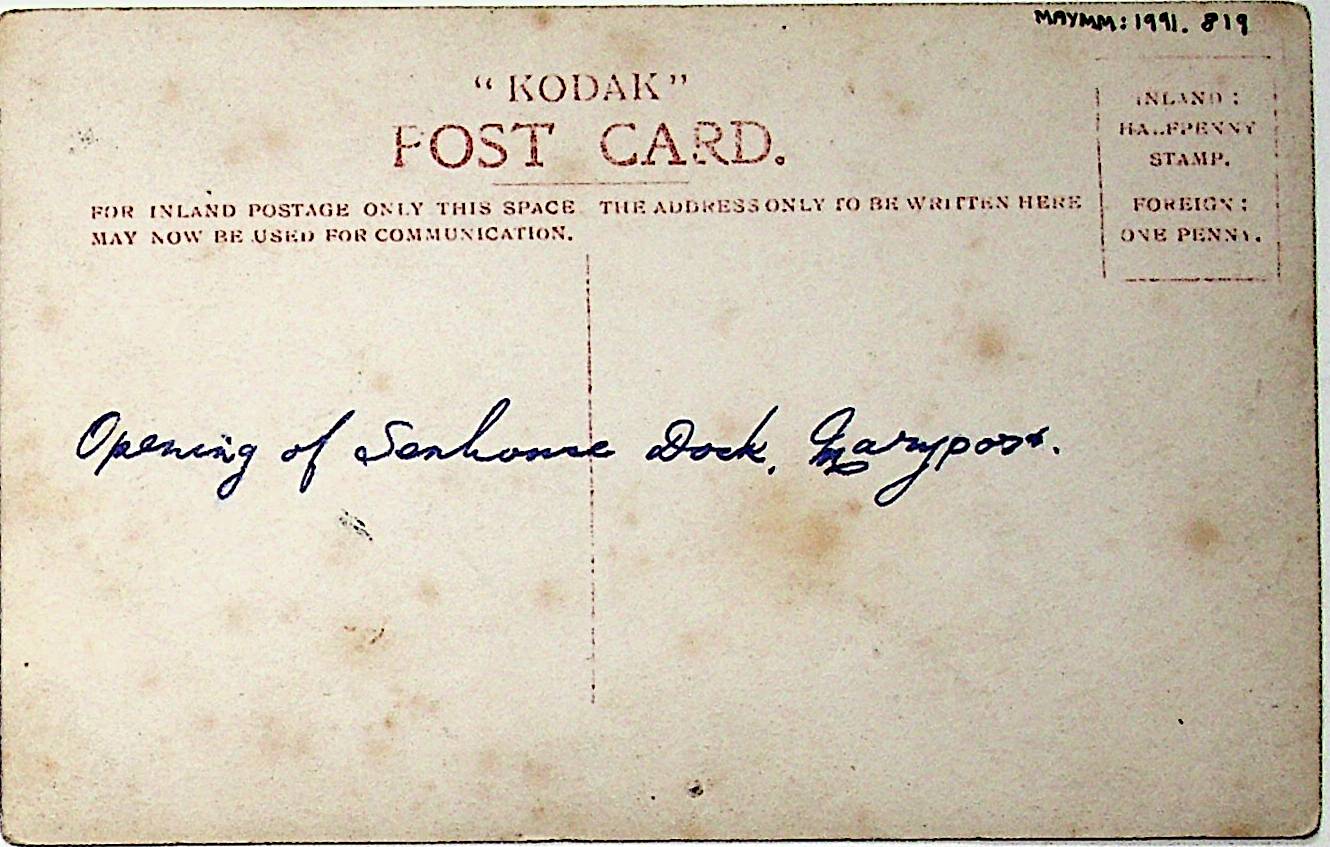 MAYMM:1991.819
"KODAK"
POST CARD.
FOR INLAND POSTAGE ONLY THIS SPACE
MAY NOW BE USED FOR COMMUNICATION.
THE ADDRESS ONLY TO BE WRITTEN HERE
INLAND:
HALFPENNY
STAMP.
FOREIGN:
ONE PENNY.
Opening of Senhouse Dock, Maryport.